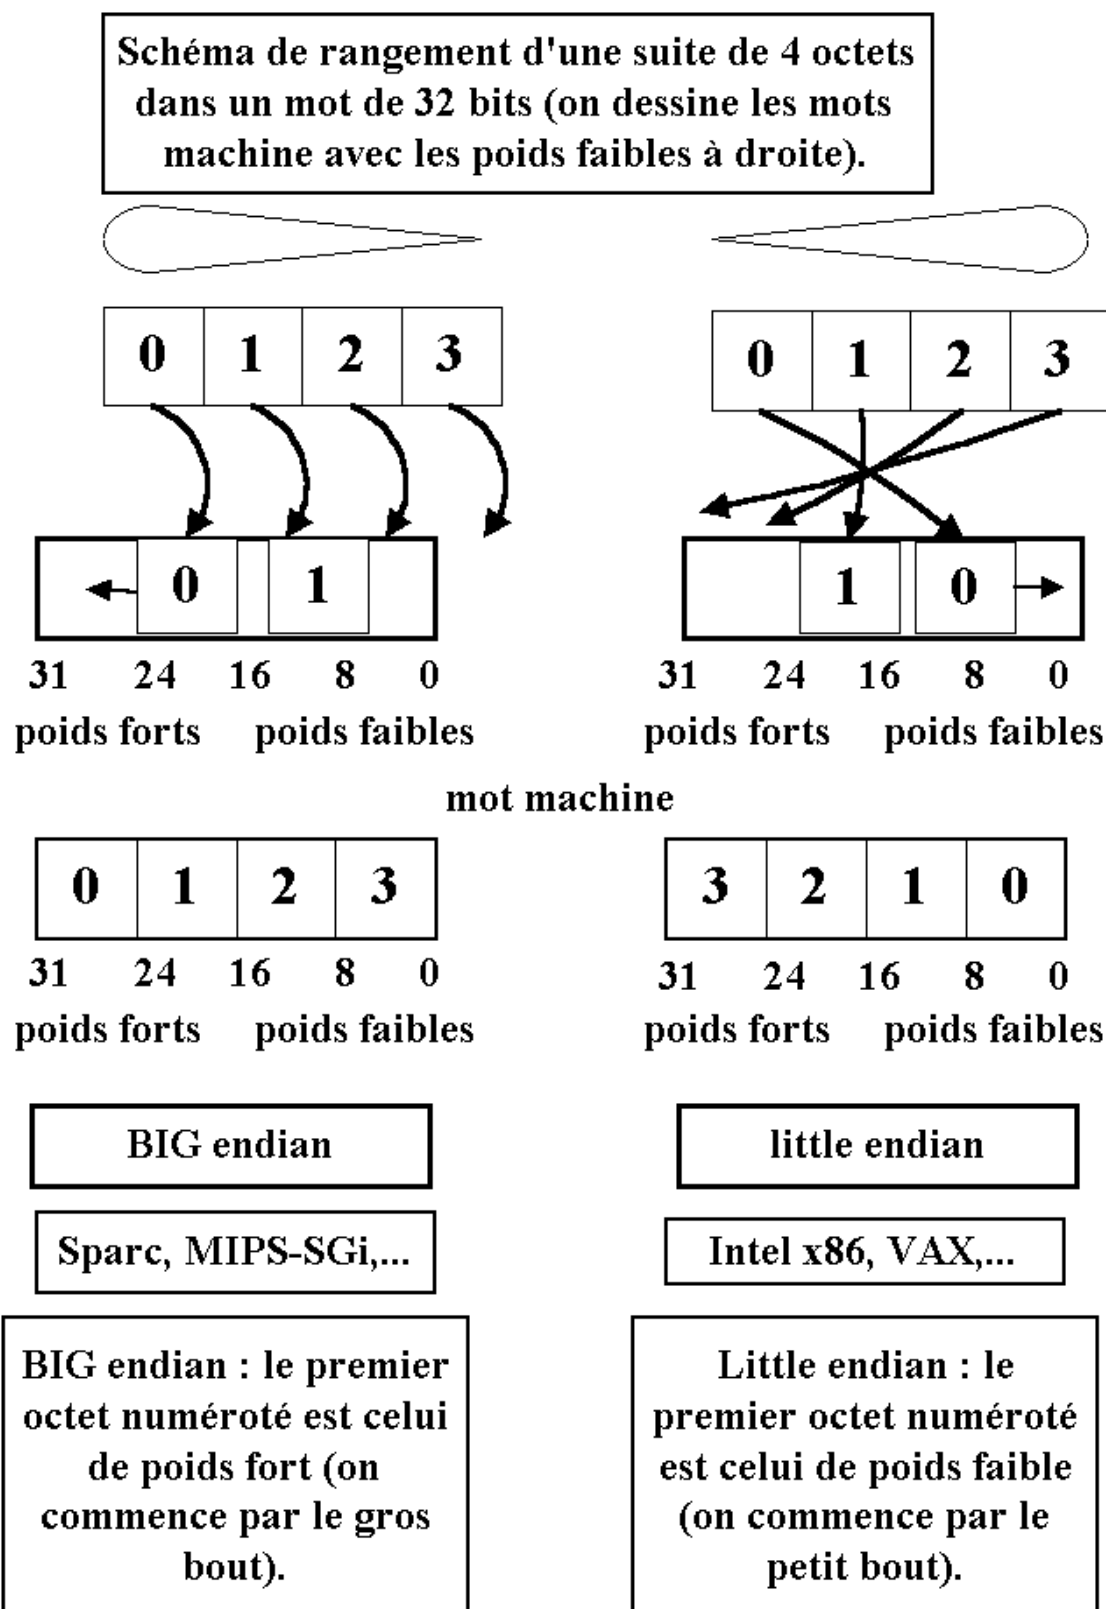 Schéma de rangement d'une suite de 4 octets
dans un mot de 32 bits (on dessine les mots
machine avec les poids faibles à droite).
0 1 2 3
0 1 2 3
0 1
1 0
31 24 16 8 0
31 24 16 8 0
poids forts poids faibles
poids forts poids faibles
mot machine
0 1 2 3
3 2 1 0
31 24 16 8 0
31 24 16 8 0
poids forts poids faibles
poids forts poids faibles
BIG endian
little endian
Sparc, MIPS-SGi,...
Intel x86, VAX,...
BIG endian : le premier
octet numéroté est celui
de poids fort (on
commence par le gros
bout).
Little endian : le
premier octet numéroté
est celui de poids faible
(on commence par le
petit bout).